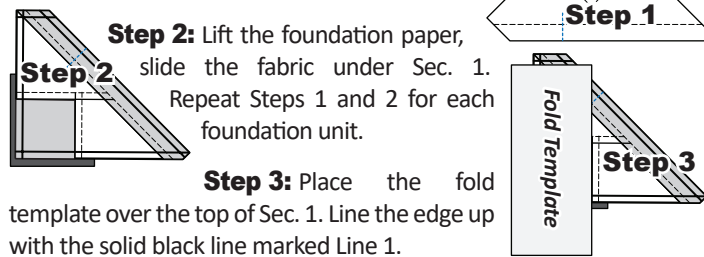 Step 1
Step 2: Lift the foundation paper,
slide the fabric under Sec. 1.
Repeat Steps 1 and 2 for each
foundation unit.
Step 2
Step 3: Place the fold
template over the top of Sec. 1. Line the edge up
with the solid black line marked Line 1.
Fold Template
Step 3